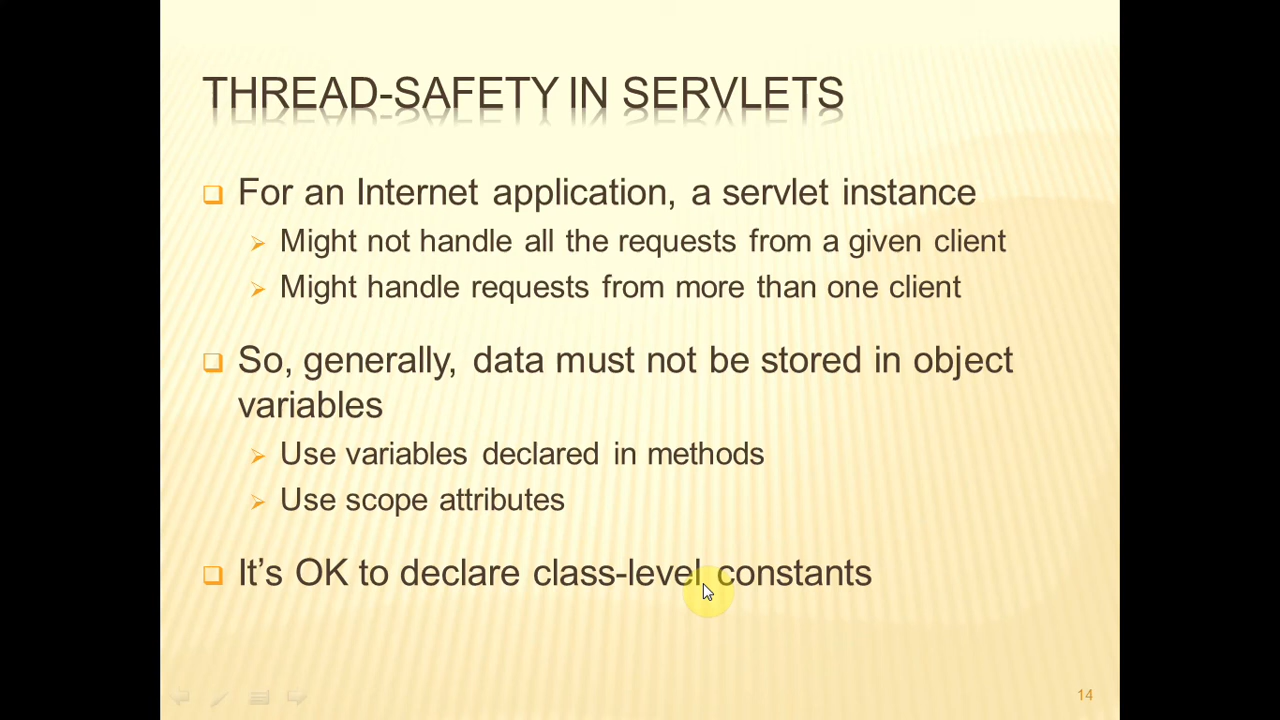 THREAD-SAFETY IN SERVLETS
For an Internet application, a servlet instance
Might not handle all the requests from a given client
Might handle requests from more than one client
So, generally, data must not be stored in object
variables
Use variables declared in methods
Use scope attributes
It’s OK to declare class-level constants
14